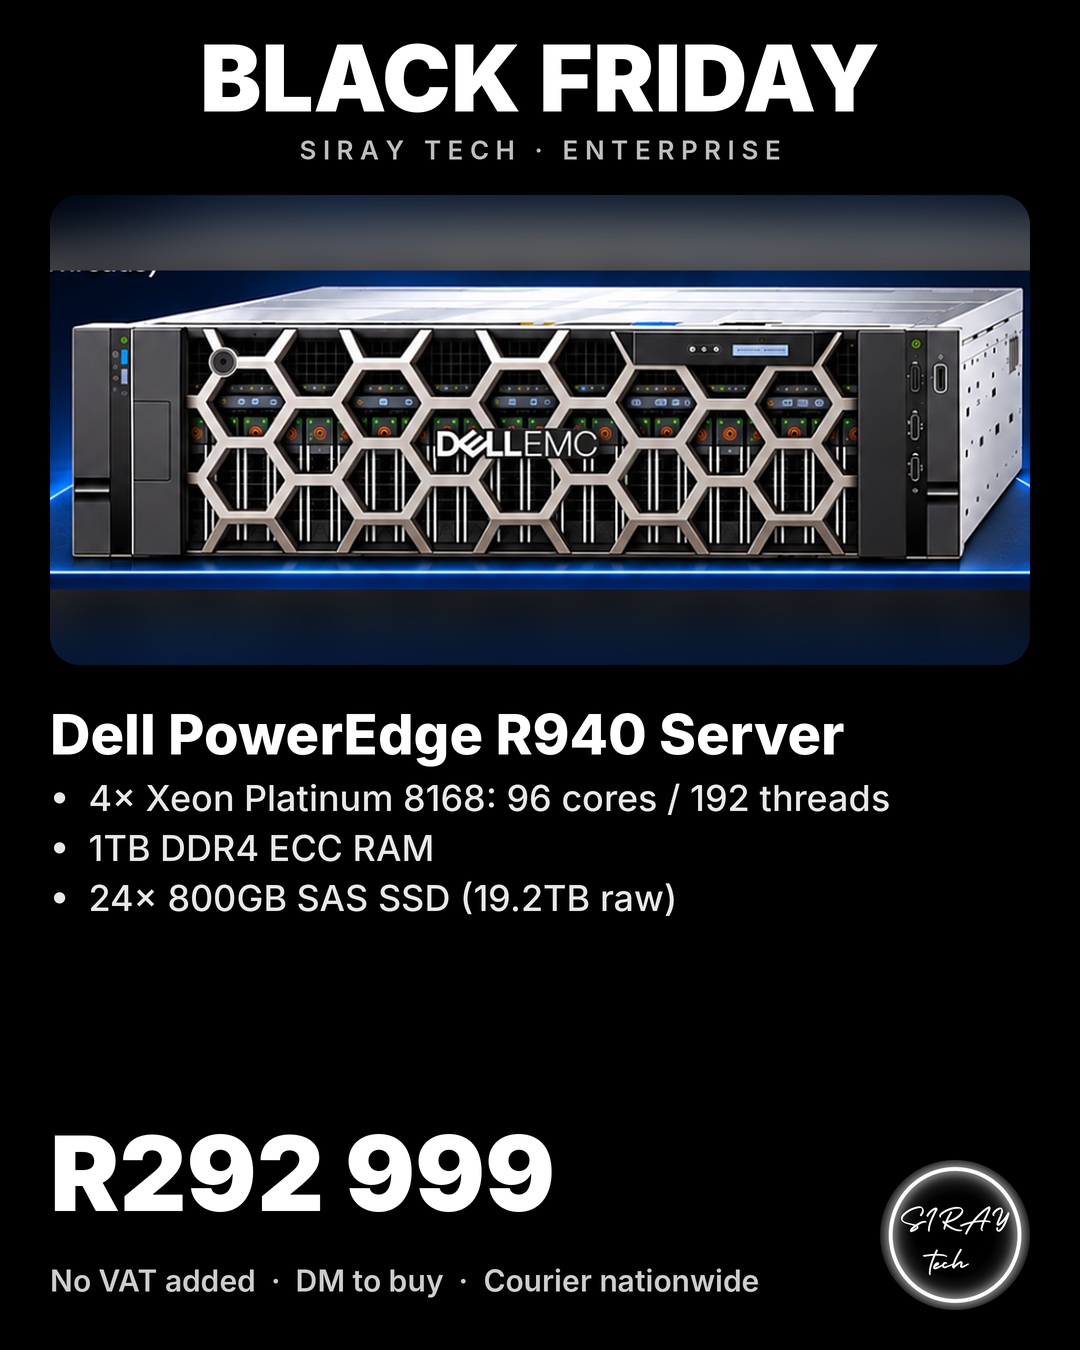 BLACK FRIDAY
SIRAY TECH · ENTERPRISE
DELLEMC
Dell PowerEdge R940 Server
• 4× Xeon Platinum 8168: 96 cores / 192 threads
• 1TB DDR4 ECC RAM
• 24× 800GB SAS SSD (19.2TB raw)
R292 999
No VAT added · DM to buy · Courier nationwide
SIRAY
tech